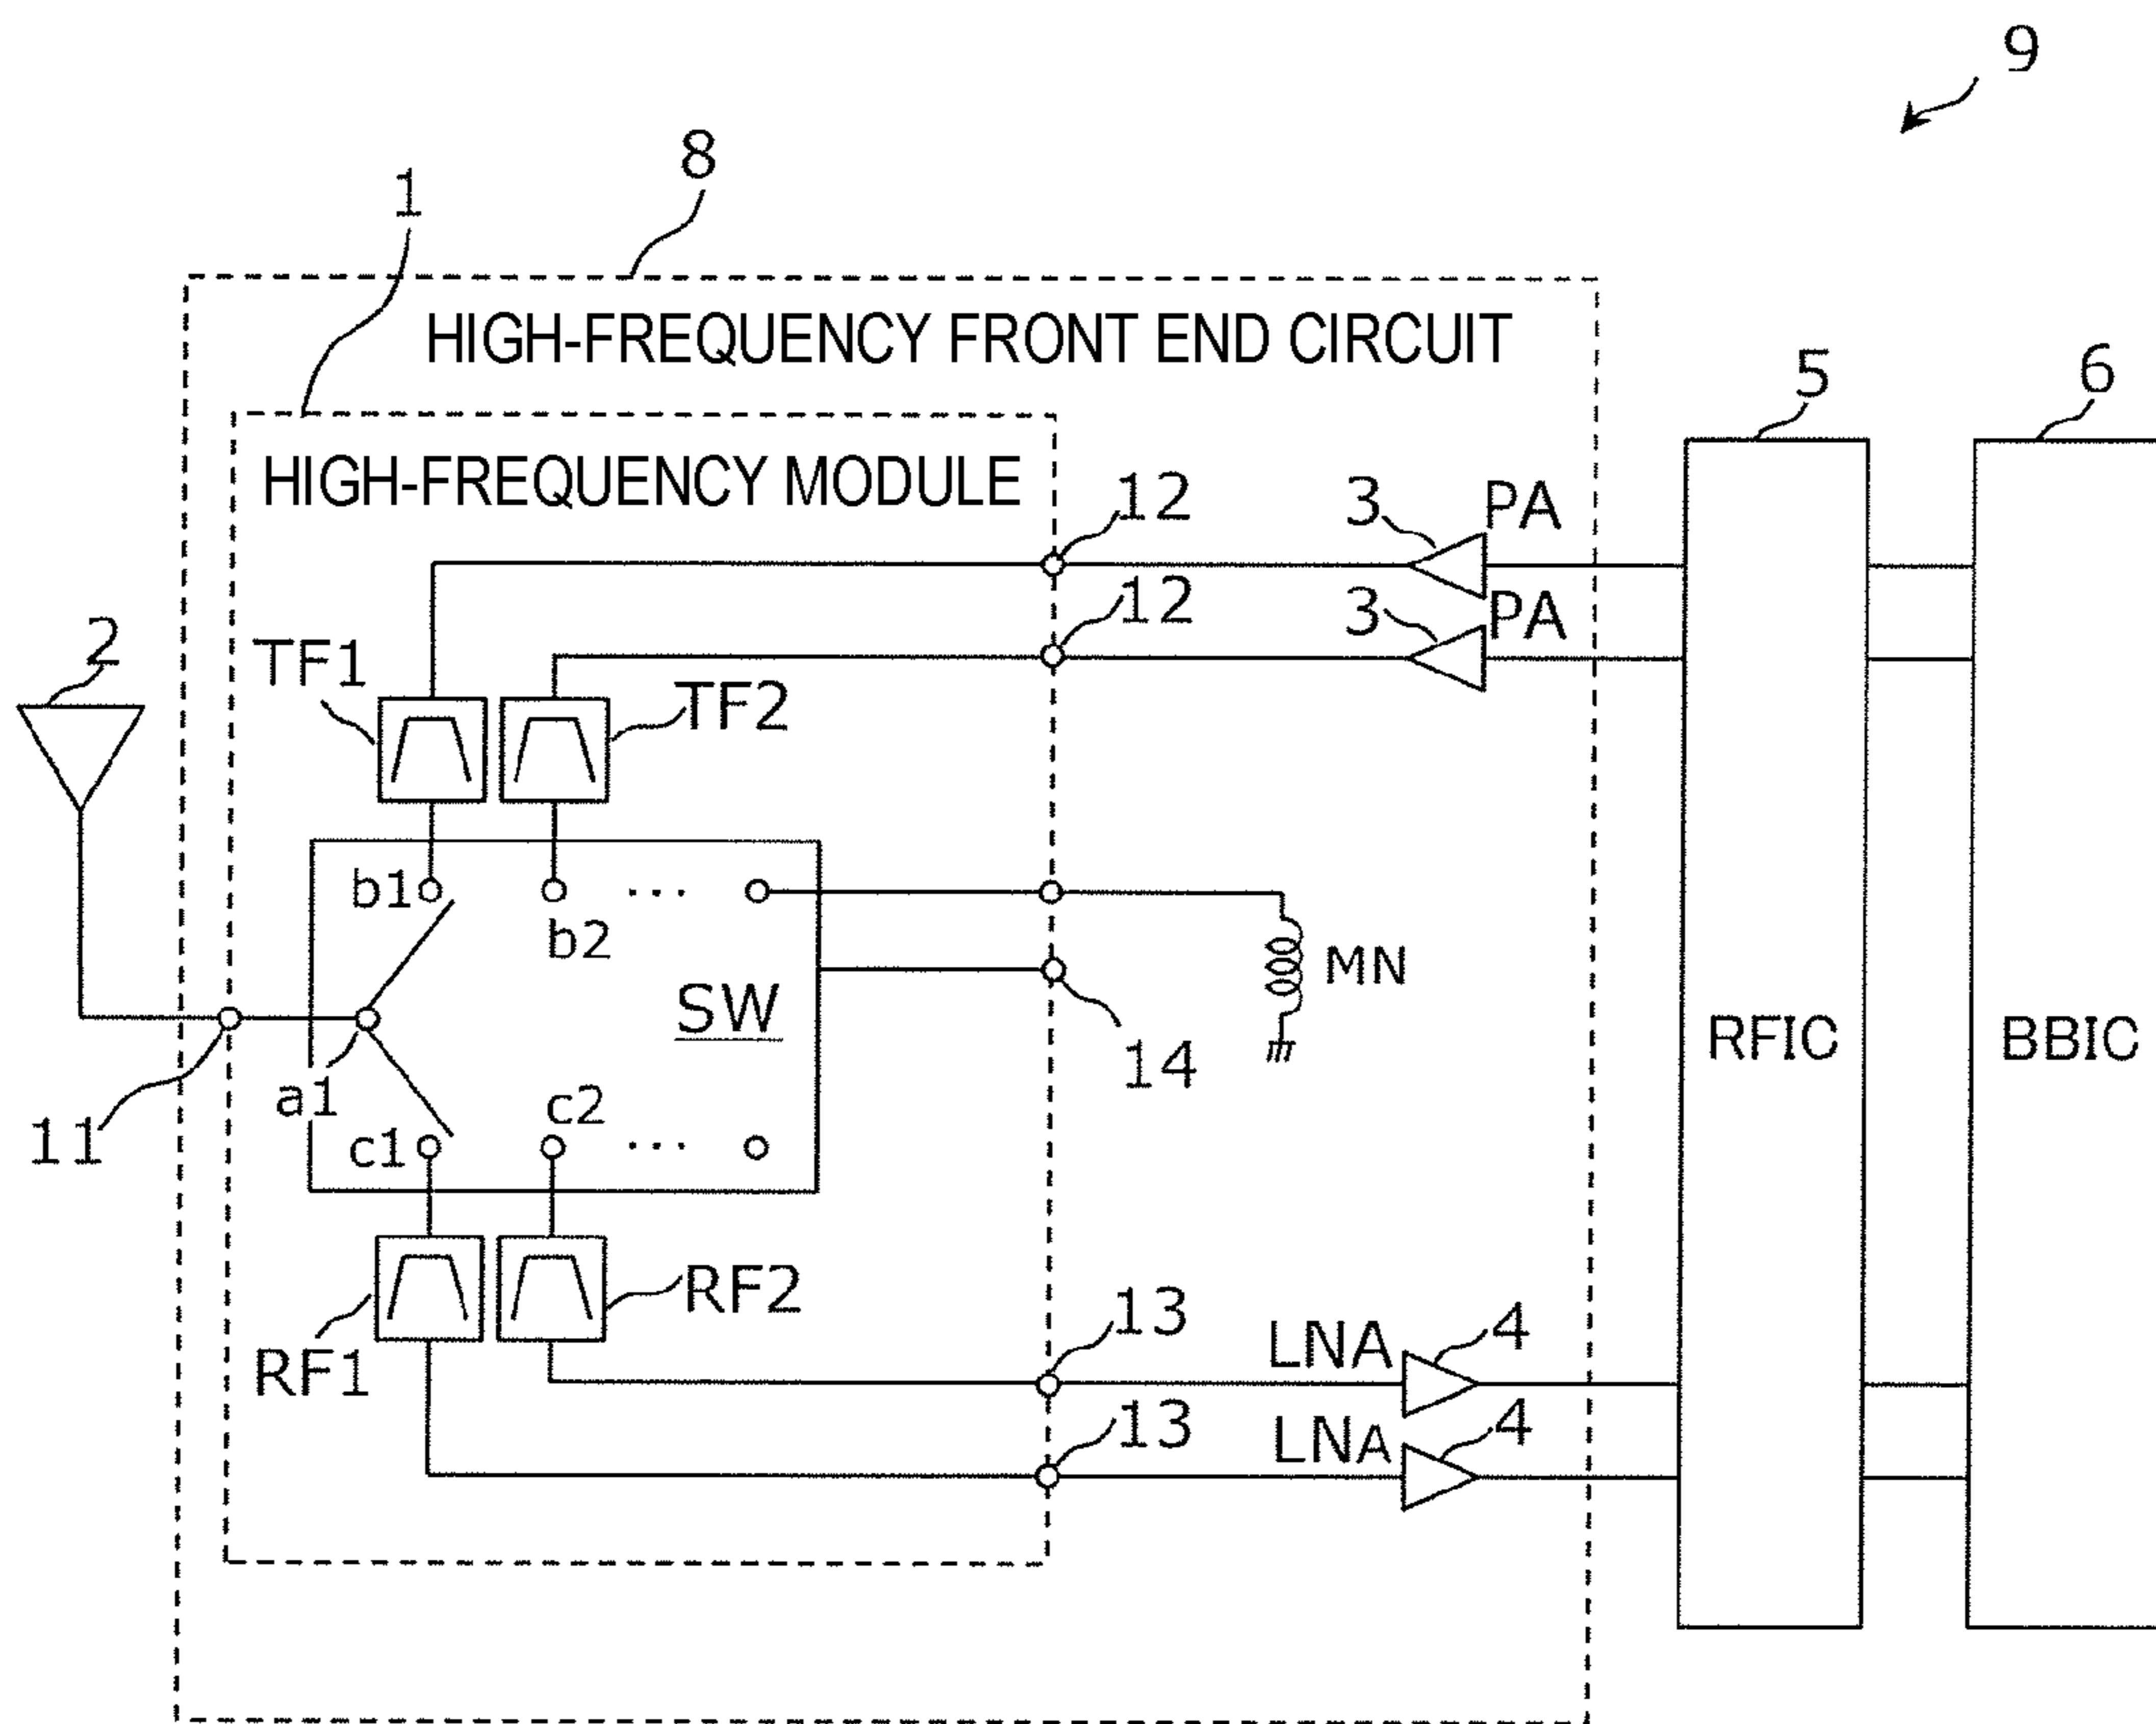 9
8
1
HIGH-FREQUENCY FRONT END CIRCUIT
5
6
HIGH-FREQUENCY MODULE
12
3
PA
12
3
PA
2
TF1
TF2
b1
...
b2
MN
SW
14
RFIC
BBIC
a1
11
c2
c1
...
RF2
13
LNA
4
RF1
13
LNA
4